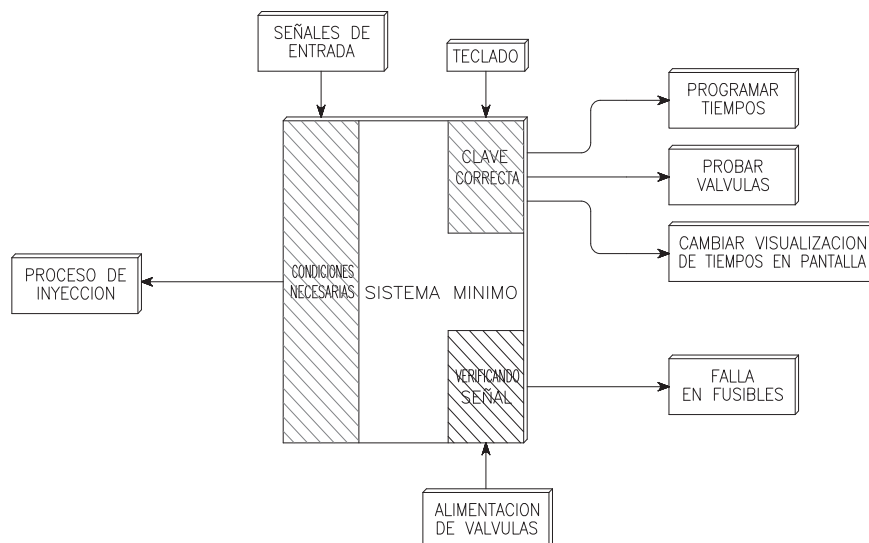 SEÑALES DE
ENTRADA
TECLADO
PROGRAMAR
TIEMPOS
CLAVE
CORRECTA
PROBAR
VALVULAS
CAMBIAR VISUALIZACION
DE TIEMPOS EN PANTALLA
PROCESO DE
INYECCION
CONDICIONES
NECESARIAS
SISTEMA MINIMO
VERIFICANDO
SEÑAL
FALLA
EN FUSIBLES
ALIMENTACION
DE VALVULAS